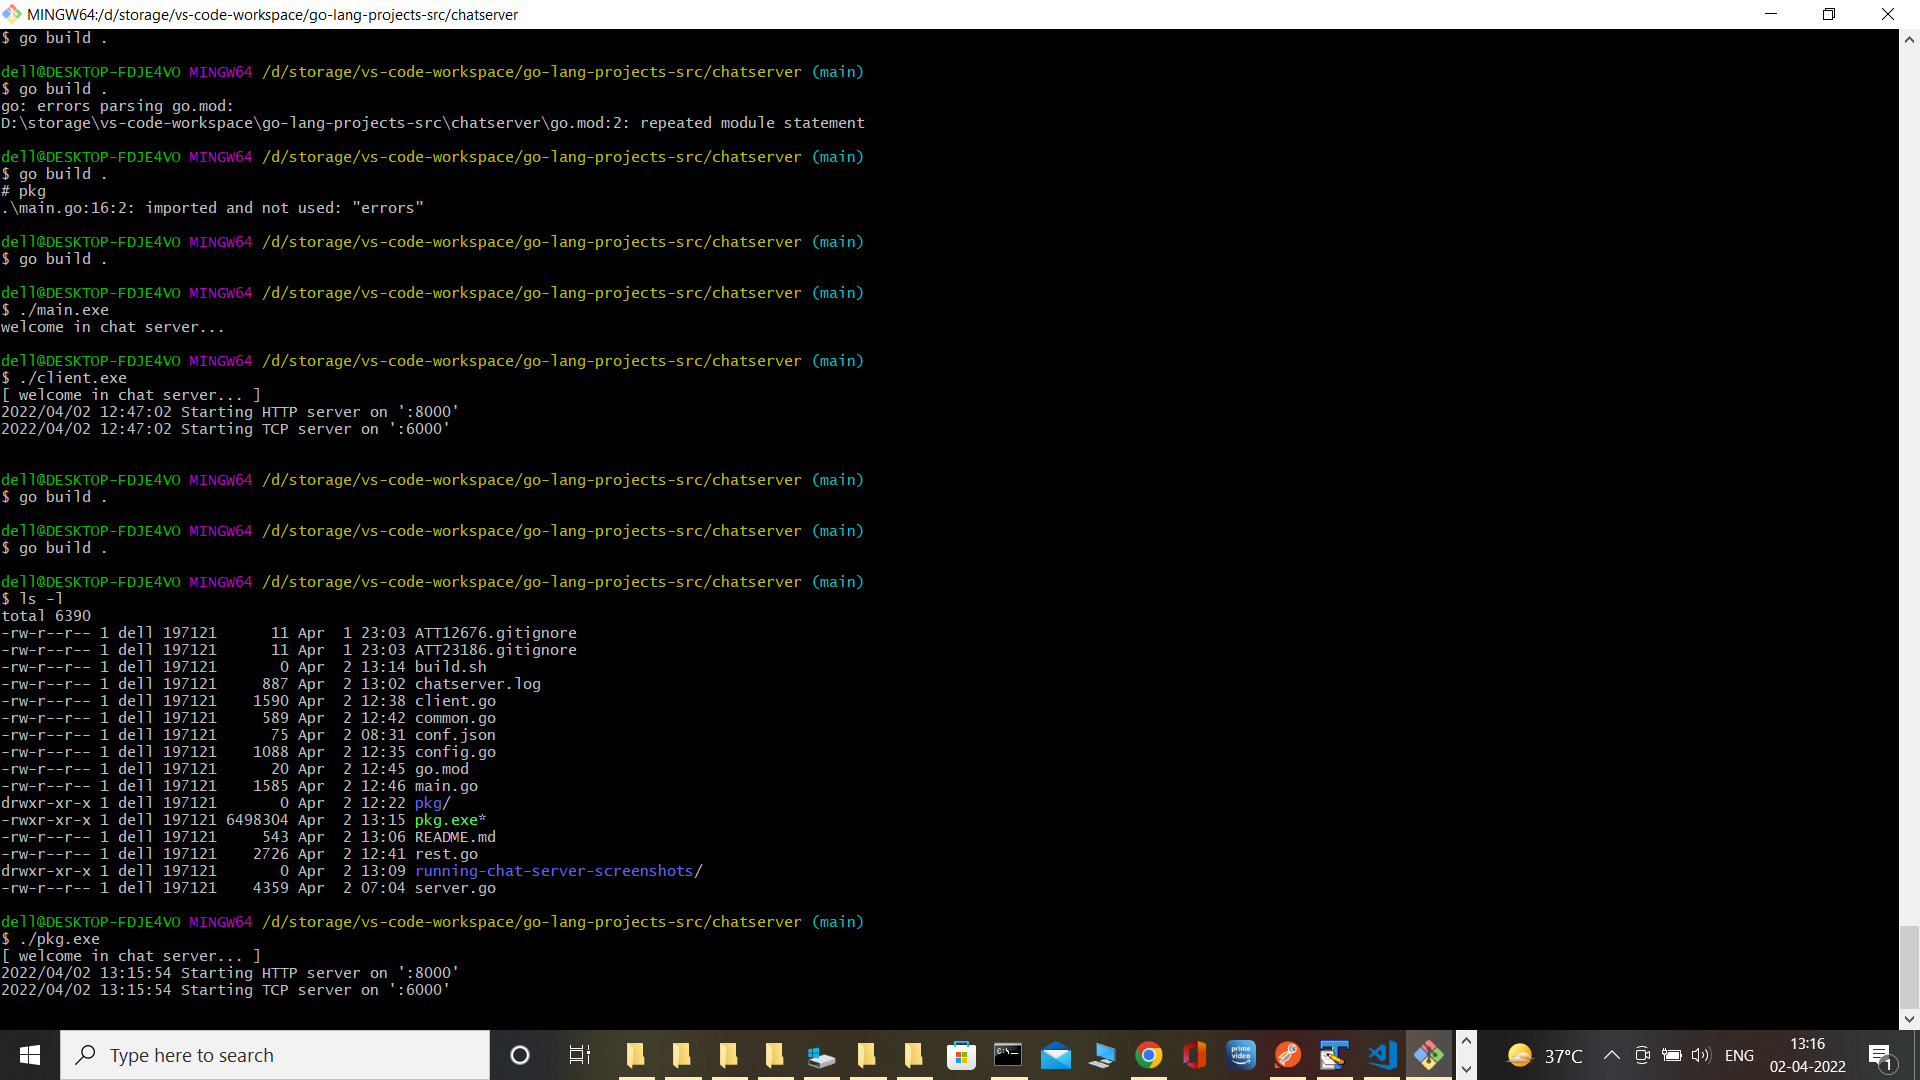 MINGW64:/d/storage/vs-code-workspace/go-lang-projects-src/chatserver
$ go build .
dell@DESKTOP-FDJE4VO MINGW64 /d/storage/vs-code-workspace/go-lang-projects-src/chatserver (main)
$ go build .
go: errors parsing go.mod:
D:\storage\vs-code-workspace\go-lang-projects-src\chatserver\go.mod:2: repeated module statement
dell@DESKTOP-FDJE4VO MINGW64 /d/storage/vs-code-workspace/go-lang-projects-src/chatserver (main)
$ go build .
# pkg
.\main.go:16:2: imported and not used: "errors"
dell@DESKTOP-FDJE4VO MINGW64 /d/storage/vs-code-workspace/go-lang-projects-src/chatserver (main)
$ go build .
dell@DESKTOP-FDJE4VO MINGW64 /d/storage/vs-code-workspace/go-lang-projects-src/chatserver (main)
$ ./main.exe
welcome in chat server...
dell@DESKTOP-FDJE4VO MINGW64 /d/storage/vs-code-workspace/go-lang-projects-src/chatserver (main)
$ ./client.exe
[ welcome in chat server... ]
2022/04/02 12:47:02 Starting HTTP server on ':8000'
2022/04/02 12:47:02 Starting TCP server on ':6000'
dell@DESKTOP-FDJE4VO MINGW64 /d/storage/vs-code-workspace/go-lang-projects-src/chatserver (main)
$ go build .
dell@DESKTOP-FDJE4VO MINGW64 /d/storage/vs-code-workspace/go-lang-projects-src/chatserver (main)
$ go build .
dell@DESKTOP-FDJE4VO MINGW64 /d/storage/vs-code-workspace/go-lang-projects-src/chatserver (main)
$ ls -l
total 6390
-rw-r--r-- 1 dell 197121      11 Apr  1 23:03 ATT12676.gitignore
-rw-r--r-- 1 dell 197121      11 Apr  1 23:03 ATT23186.gitignore
-rw-r--r-- 1 dell 197121       0 Apr  2 13:14 build.sh
-rw-r--r-- 1 dell 197121     887 Apr  2 13:02 chatserver.log
-rw-r--r-- 1 dell 197121    1590 Apr  2 12:38 client.go
-rw-r--r-- 1 dell 197121     589 Apr  2 12:42 common.go
-rw-r--r-- 1 dell 197121      75 Apr  2 08:31 conf.json
-rw-r--r-- 1 dell 197121    1088 Apr  2 12:35 config.go
-rw-r--r-- 1 dell 197121      20 Apr  2 12:45 go.mod
-rw-r--r-- 1 dell 197121    1585 Apr  2 12:46 main.go
drwxr-xr-x 1 dell 197121       0 Apr  2 12:22 pkg/
-rwxr-xr-x 1 dell 197121 6498304 Apr  2 13:15 pkg.exe*
-rw-r--r-- 1 dell 197121     543 Apr  2 13:06 README.md
-rw-r--r-- 1 dell 197121    2726 Apr  2 12:41 rest.go
drwxr-xr-x 1 dell 197121       0 Apr  2 13:09 running-chat-server-screenshots/
-rw-r--r-- 1 dell 197121    4359 Apr  2 07:04 server.go
dell@DESKTOP-FDJE4VO MINGW64 /d/storage/vs-code-workspace/go-lang-projects-src/chatserver (main)
$ ./pkg.exe
[ welcome in chat server... ]
2022/04/02 13:15:54 Starting HTTP server on ':8000'
2022/04/02 13:15:54 Starting TCP server on ':6000'
Type here to search
prime video
37°C
ENG
13:16
02-04-2022
1